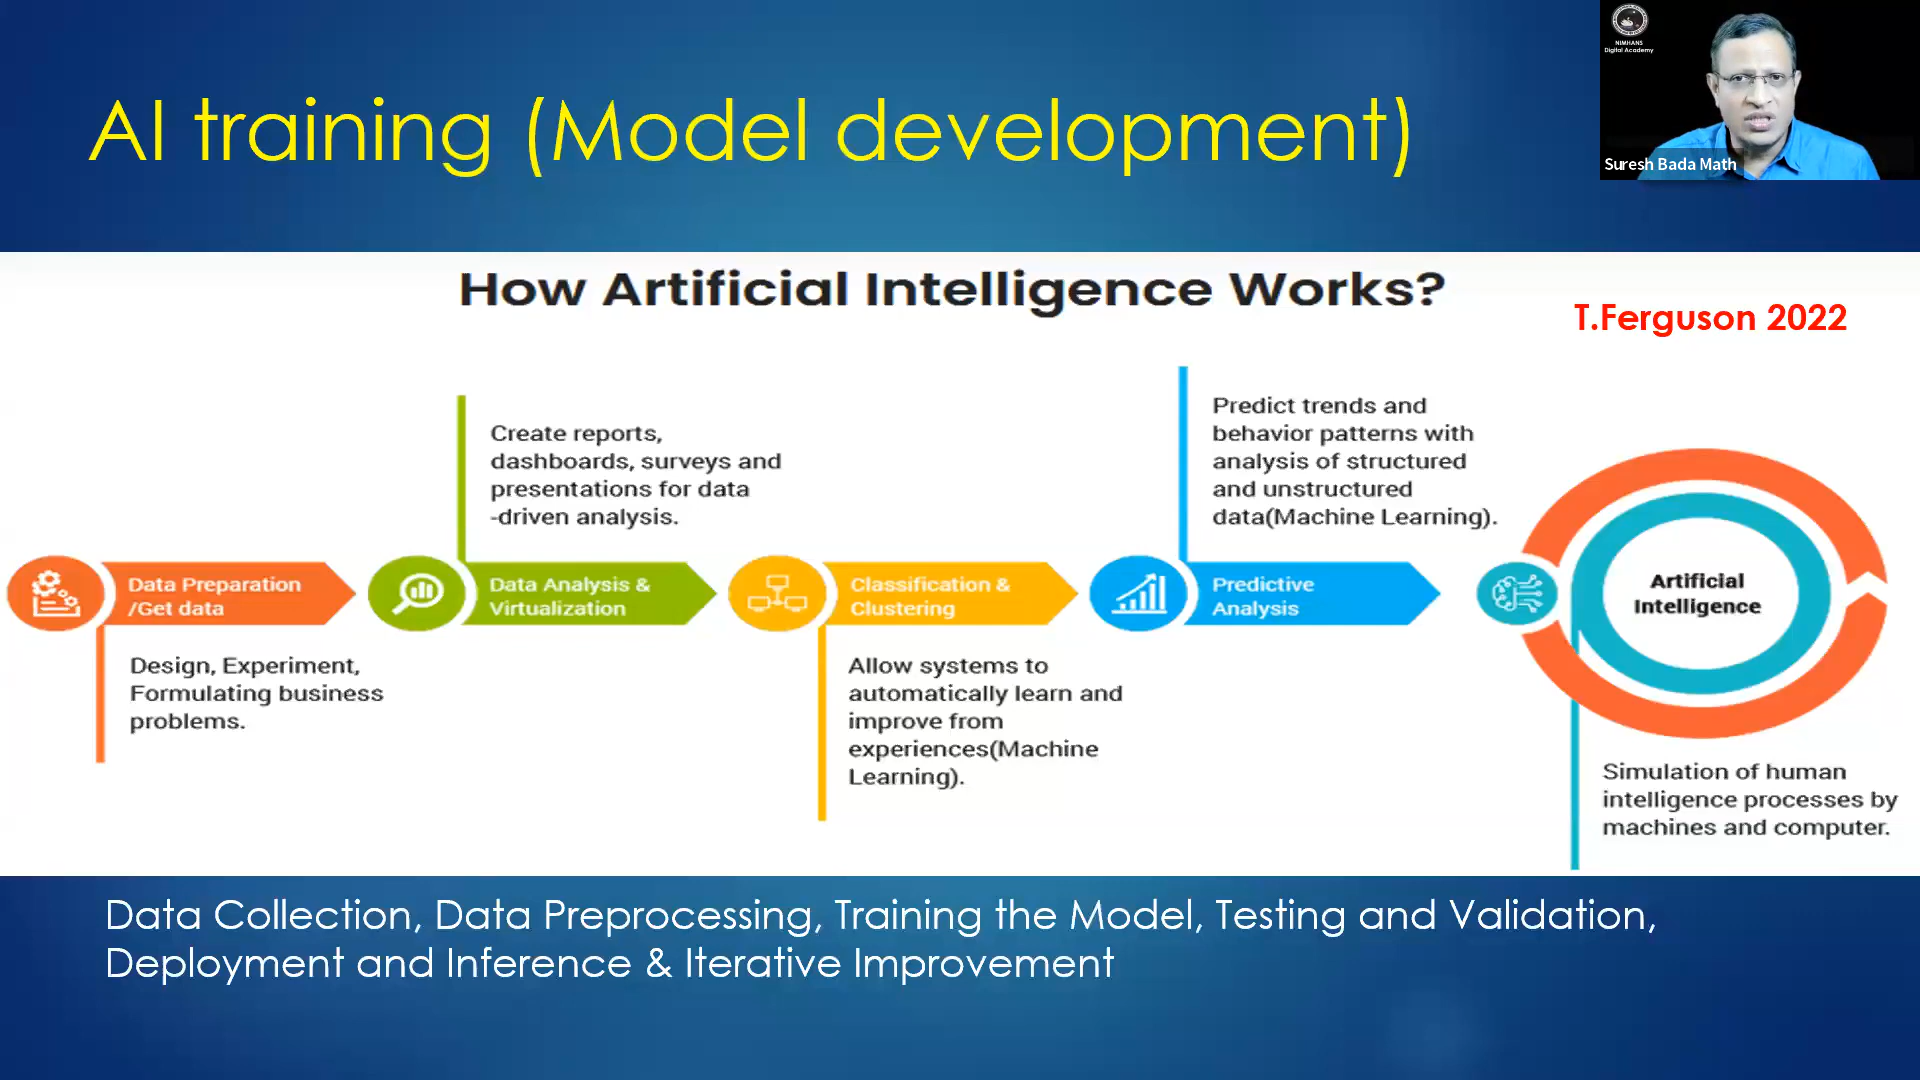 AI training (Model development)
NIMHANS
Digital Academy
Suresh Bada Math
How Artificial Intelligence Works?
T.Ferguson 2022
Data Preparation
/Get data
Design, Experiment,
Formulating business
problems.
Create reports,
dashboards, surveys and
presentations for data
-driven analysis.
Data Analysis &
Virtualization
Classification &
Clustering
Allow systems to
automatically learn and
improve from
experiences(Machine
Learning).
Predict trends and
behavior patterns with
analysis of structured
and unstructured
data(Machine Learning).
Predictive
Analysis
Artificial
Intelligence
Simulation of human
intelligence processes by
machines and computer.
Data Collection, Data Preprocessing, Training the Model, Testing and Validation,
Deployment and Inference & Iterative Improvement